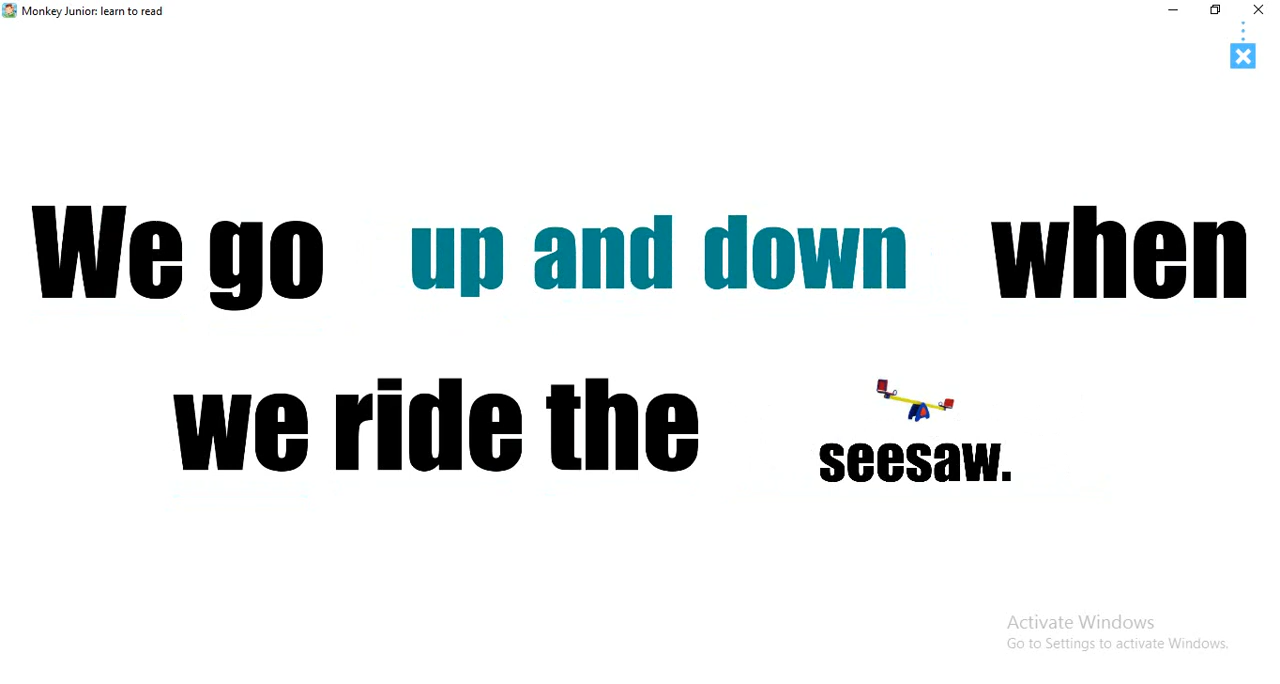 Monkey Junior: learn to read
We go up and down when
we ride the seesaw.
Activate Windows
Go to Settings to activate Windows.